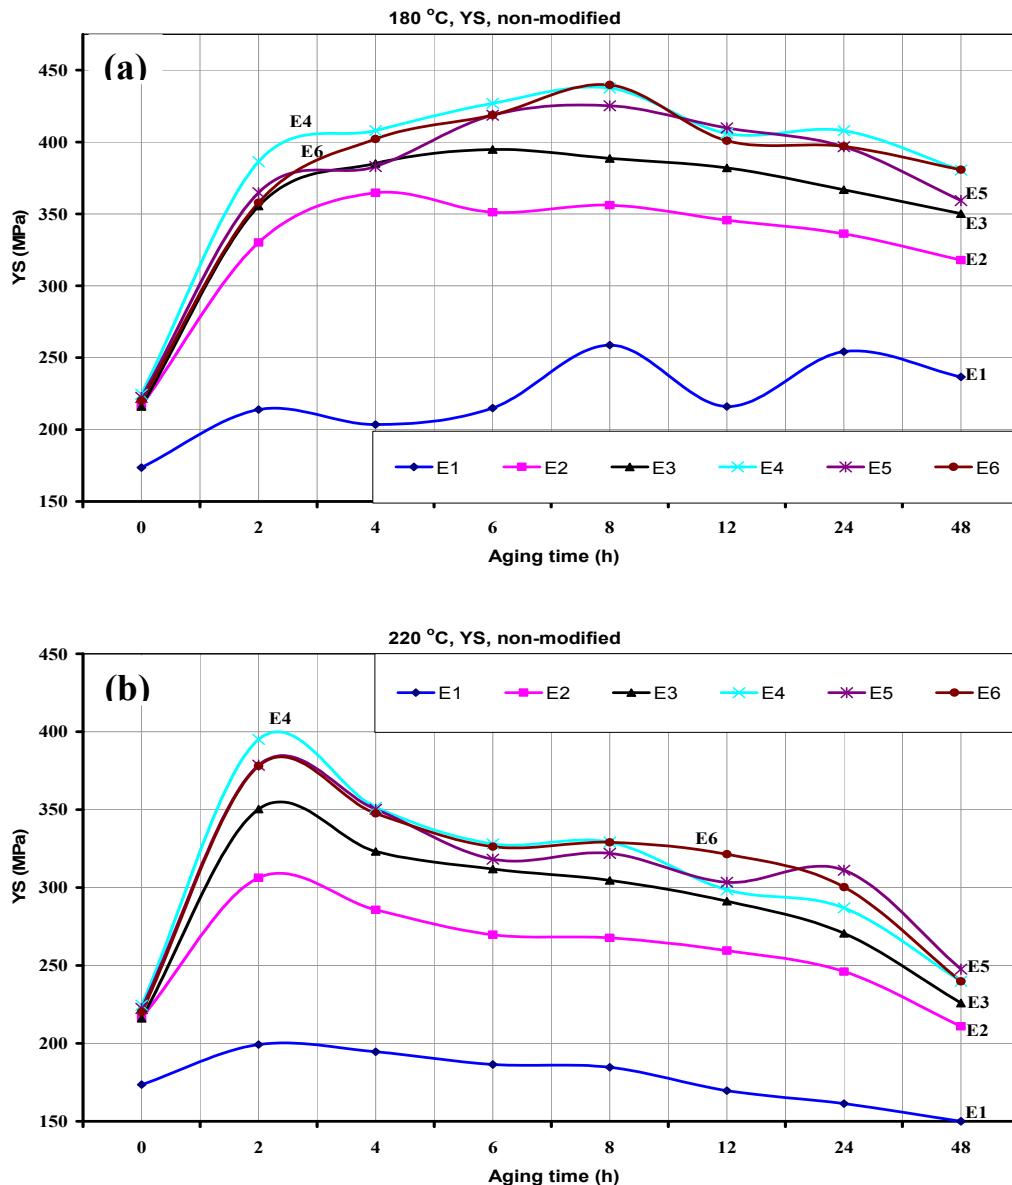 180 °C, YS, non-modified
(a)
450
400
350
300
250
200
150
YS (MPa)
E4
E6
E5
E3
E2
E1
E1 E2 E3 E4 E5 E6
0 2 4 6 8 12 24 48
Aging time (h)
220 °C, YS, non-modified
(b)
450
400
350
300
250
200
150
YS (MPa)
E1 E2 E3 E4 E5 E6
E4
E6
E5
E3
E2
E1
0 2 4 6 8 12 24 48
Aging time (h)